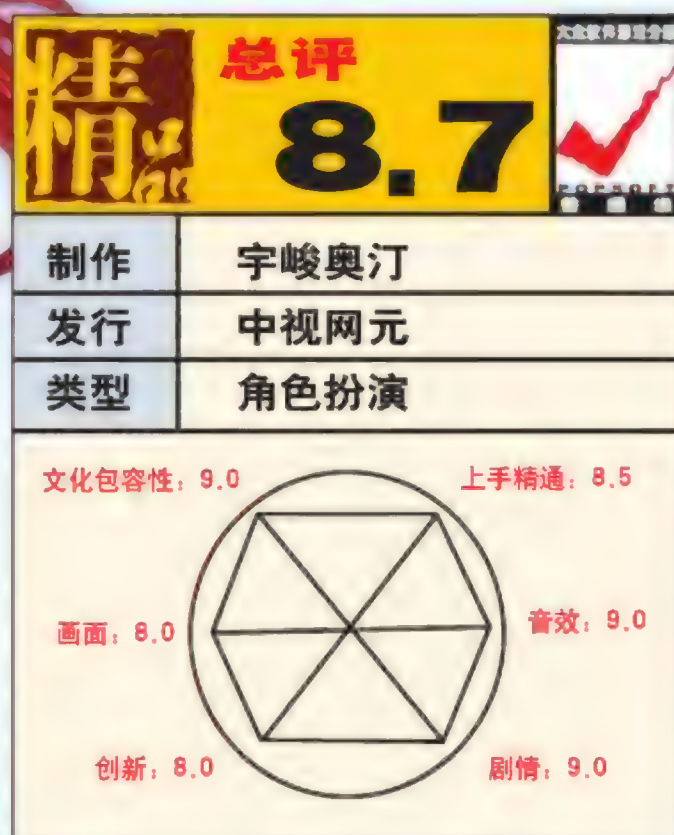 精品
总评
8.7
制作 宇峻奥汀
发行 中视网元
类型 角色扮演
文化包容性：9.0 上手精通：8.5
画面：8.0 音效：9.0
创新：8.0 剧情：9.0